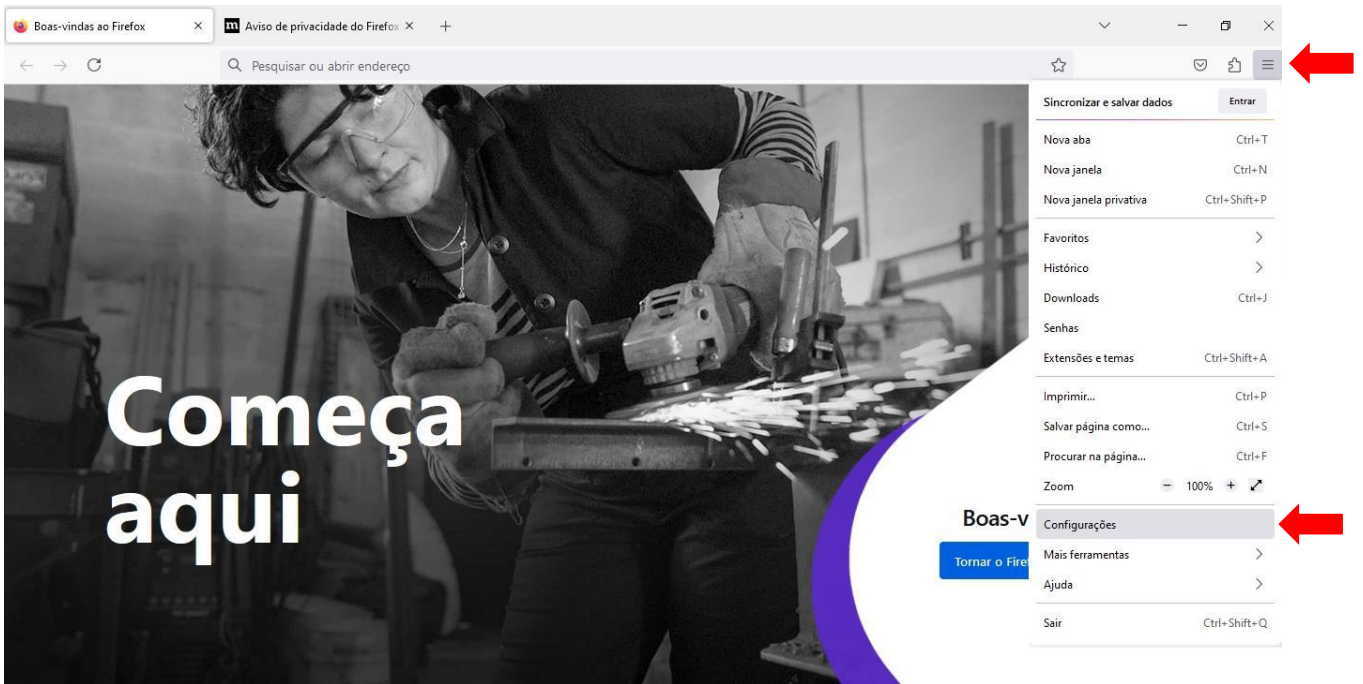 Boas-vindas ao Firefox
m Aviso de privacidade do Firefox
Pesquisar ou abrir endereço
Sincronizar e salvar dados Entrar
Nova aba Ctrl+T
Nova janela Ctrl+N
Nova janela privativa Ctrl+Shift+P
Favoritos
Histórico
Downloads Ctrl+J
Senhas
Extensões e temas Ctrl+Shift+A
Imprimir... Ctrl+P
Salvar página como... Ctrl+S
Procurar na página... Ctrl+F
Zoom - 100% +
Configurações
Mais ferramentas
Ajuda
Sair Ctrl+Shift+Q
Começa
aqui
Boas-v
Tornar o Firef